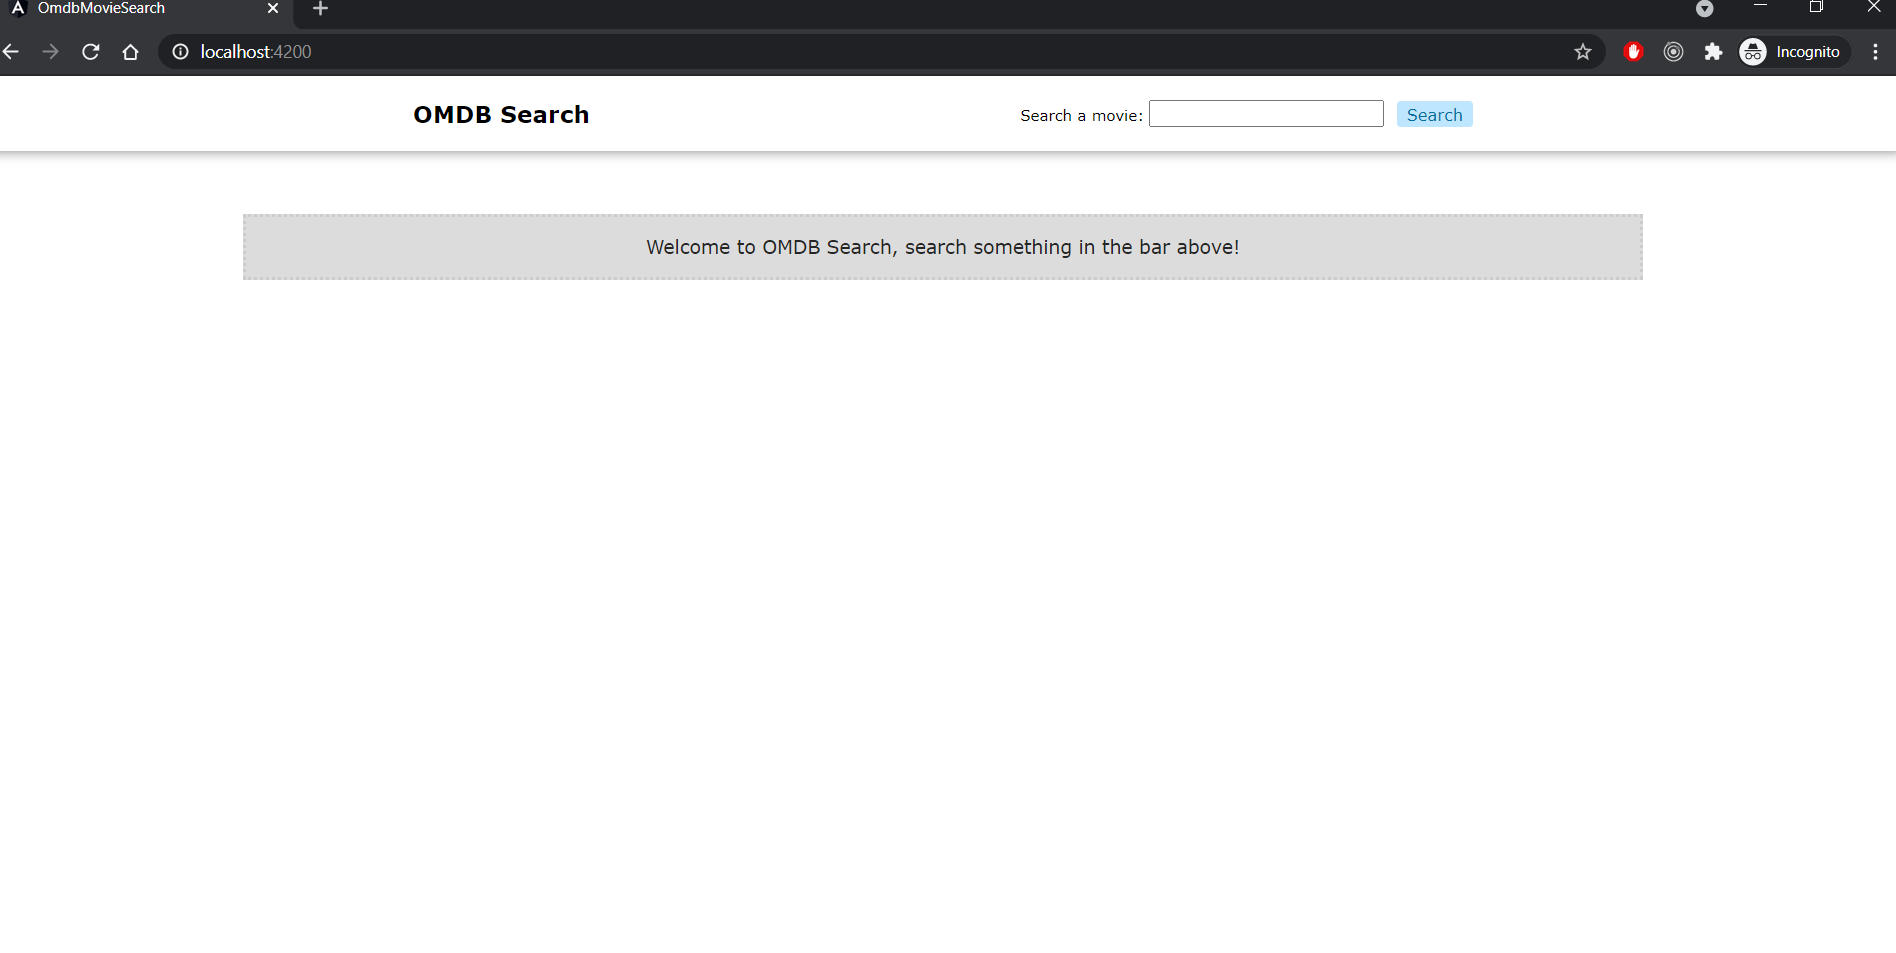 OmdbMovieSearch
localhost:4200
Incognito
OMDB Search
Search a movie:
Search
Welcome to OMDB Search, search something in the bar above!